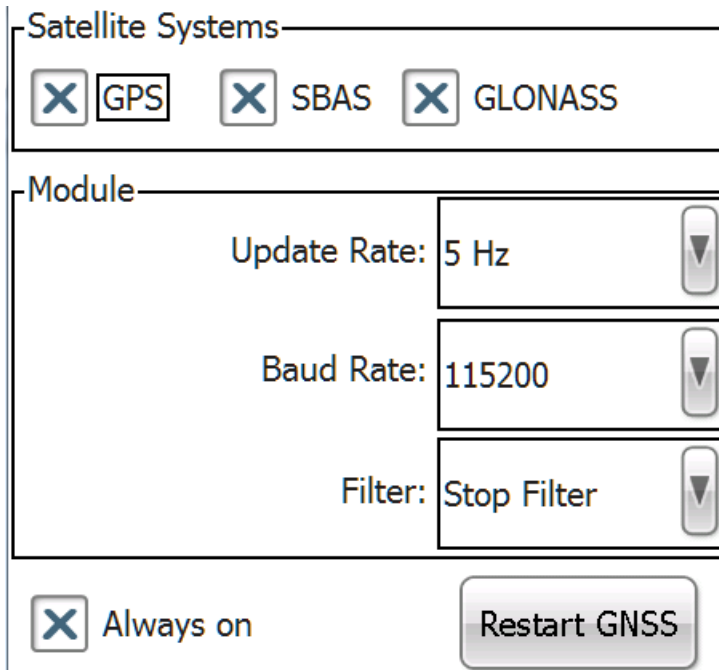 Satellite Systems
GPS SBAS GLONASS
Module
Update Rate: 5 Hz
Baud Rate: 115200
Filter: Stop Filter
Always on Restart GNSS